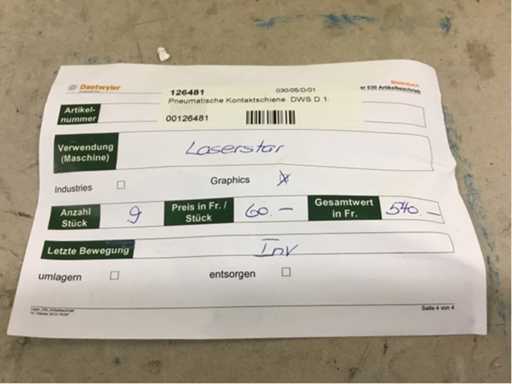 Daetwyler
126481 030/05/D/01
Pneumatische Kontaktschiene DWS D.1.
00126481
Artikel-
nummer
Verwendung
(Maschine)
Laserstar
Industries
Graphics
Anzahl
Stück
9
Preis in Fr. /
Stück
60.—
Gesamtwert
in Fr.
540.—
Letzte Bewegung
Inv
umlagern
entsorgen
Seite 4 von 4